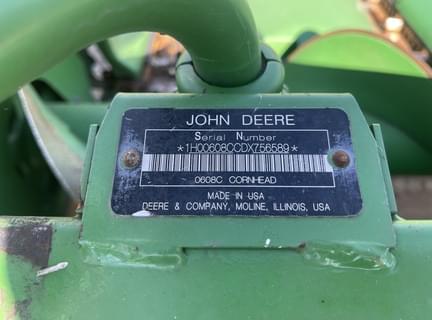 JOHN DEERE
Serial Number
*1H00608CCDX756589*
0608C CORNHEAD
MADE IN USA
DEERE & COMPANY, MOLINE, ILLINOIS, USA